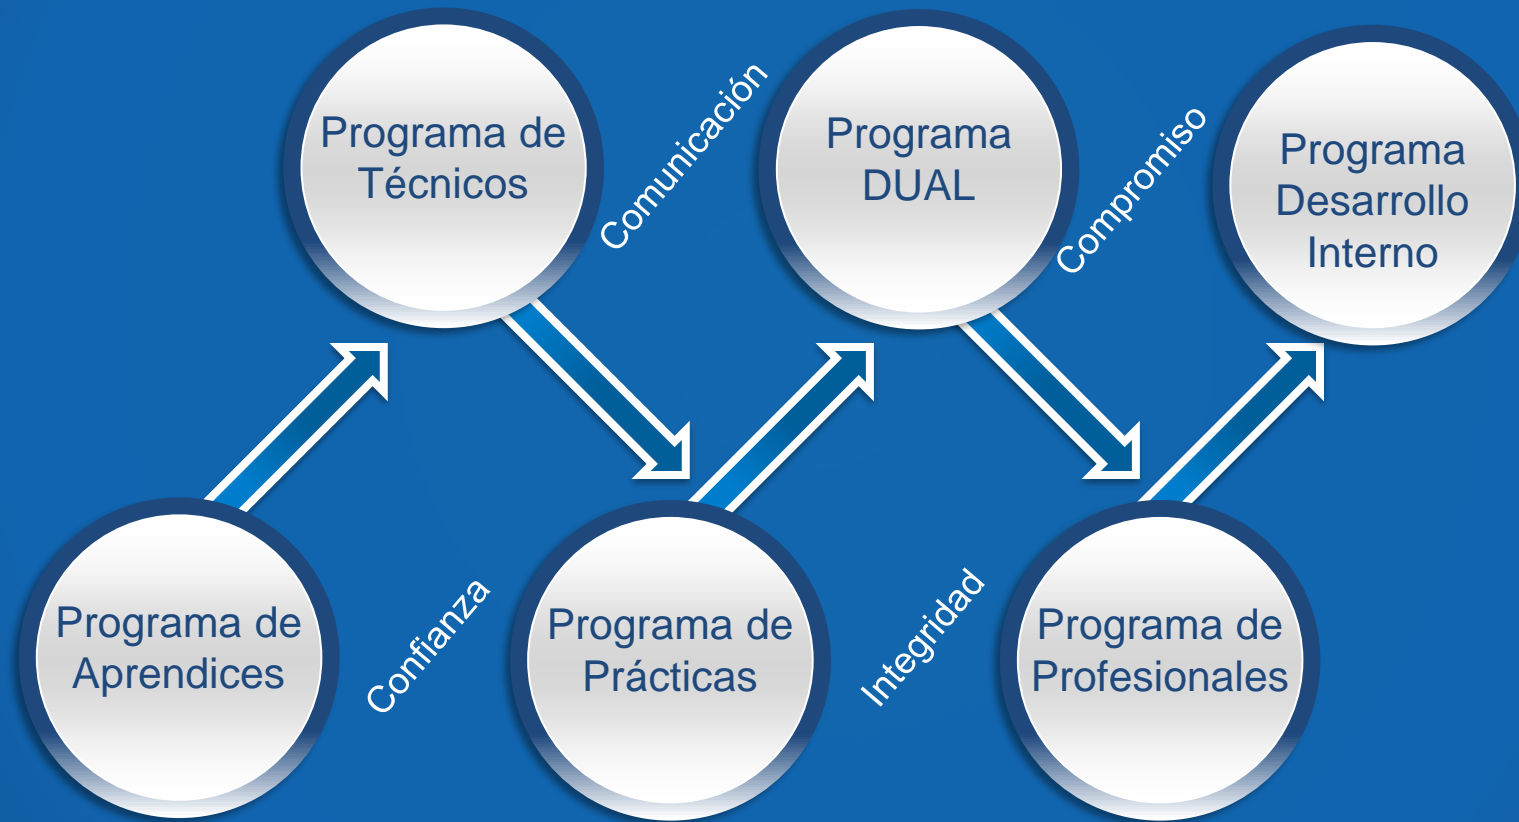 Programa de
Técnicos
Comunicación
Programa
DUAL
Compromiso
Programa
Desarrollo
Interno
Programa de
Aprendices
Confianza
Programa de
Prácticas
Integridad
Programa de
Profesionales